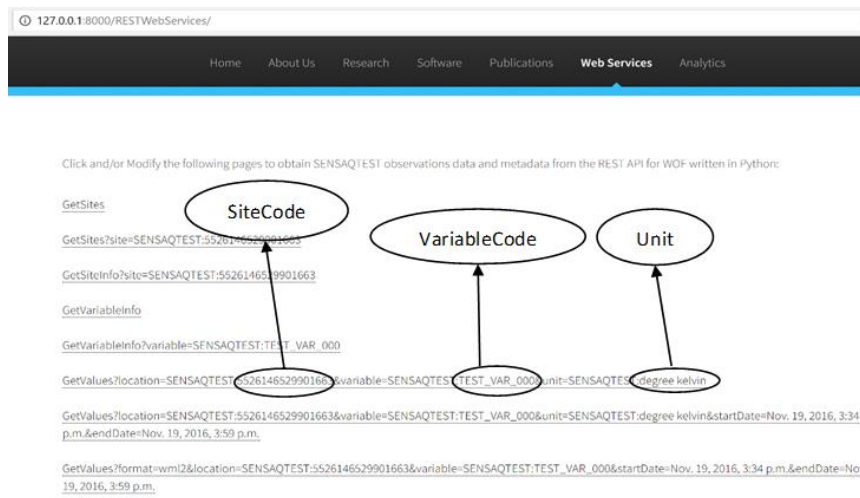 127.0.0.1:8000/RESTWebServices/
Home About Us Research Software Publications Web Services Analytics
Click and/or Modify the following pages to obtain SENSAQTEST observations data and metadata from the REST API for WOF written in Python:
GetSites
SiteCode
VariableCode
Unit
GetSites?site=SENSAQTEST:5526146529901663
GetSiteInfo?site=SENSAQTEST:5526146529901663
GetVariableInfo
GetVariableInfo?variable=SENSAQTEST:TEST_VAR_000
GetValues?location=SENSAQTEST:5526146529901663&variable=SENSAQTEST:TEST_VAR_000&unit=SENSAQTEST:degree kelvin
GetValues?location=SENSAQTEST:5526146529901663&variable=SENSAQTEST:TEST_VAR_000&unit=SENSAQTEST:degree kelvin&startDate=Nov. 19, 2016, 3:34
p.m.&endDate=Nov. 19, 2016, 3:59 p.m.
GetValues?format=wml2&location=SENSAQTEST:5526146529901663&variable=SENSAQTEST:TEST_VAR_000&startDate=Nov. 19, 2016, 3:34 p.m.&endDate=No
19, 2016, 3:59 p.m.